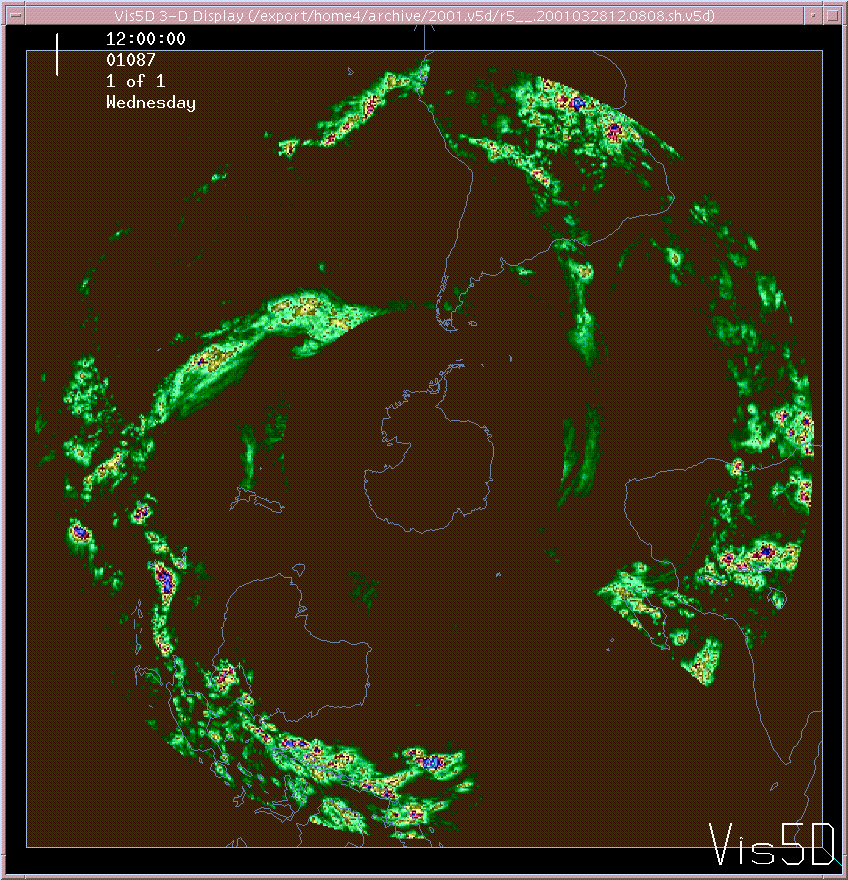 Vis5D 3-D Display (/export/home4/archive/2001.v5d/r5__.2001032812.0808.sh.v5d)
12:00:00
01087
1 of 1
Wednesday
Vis5D